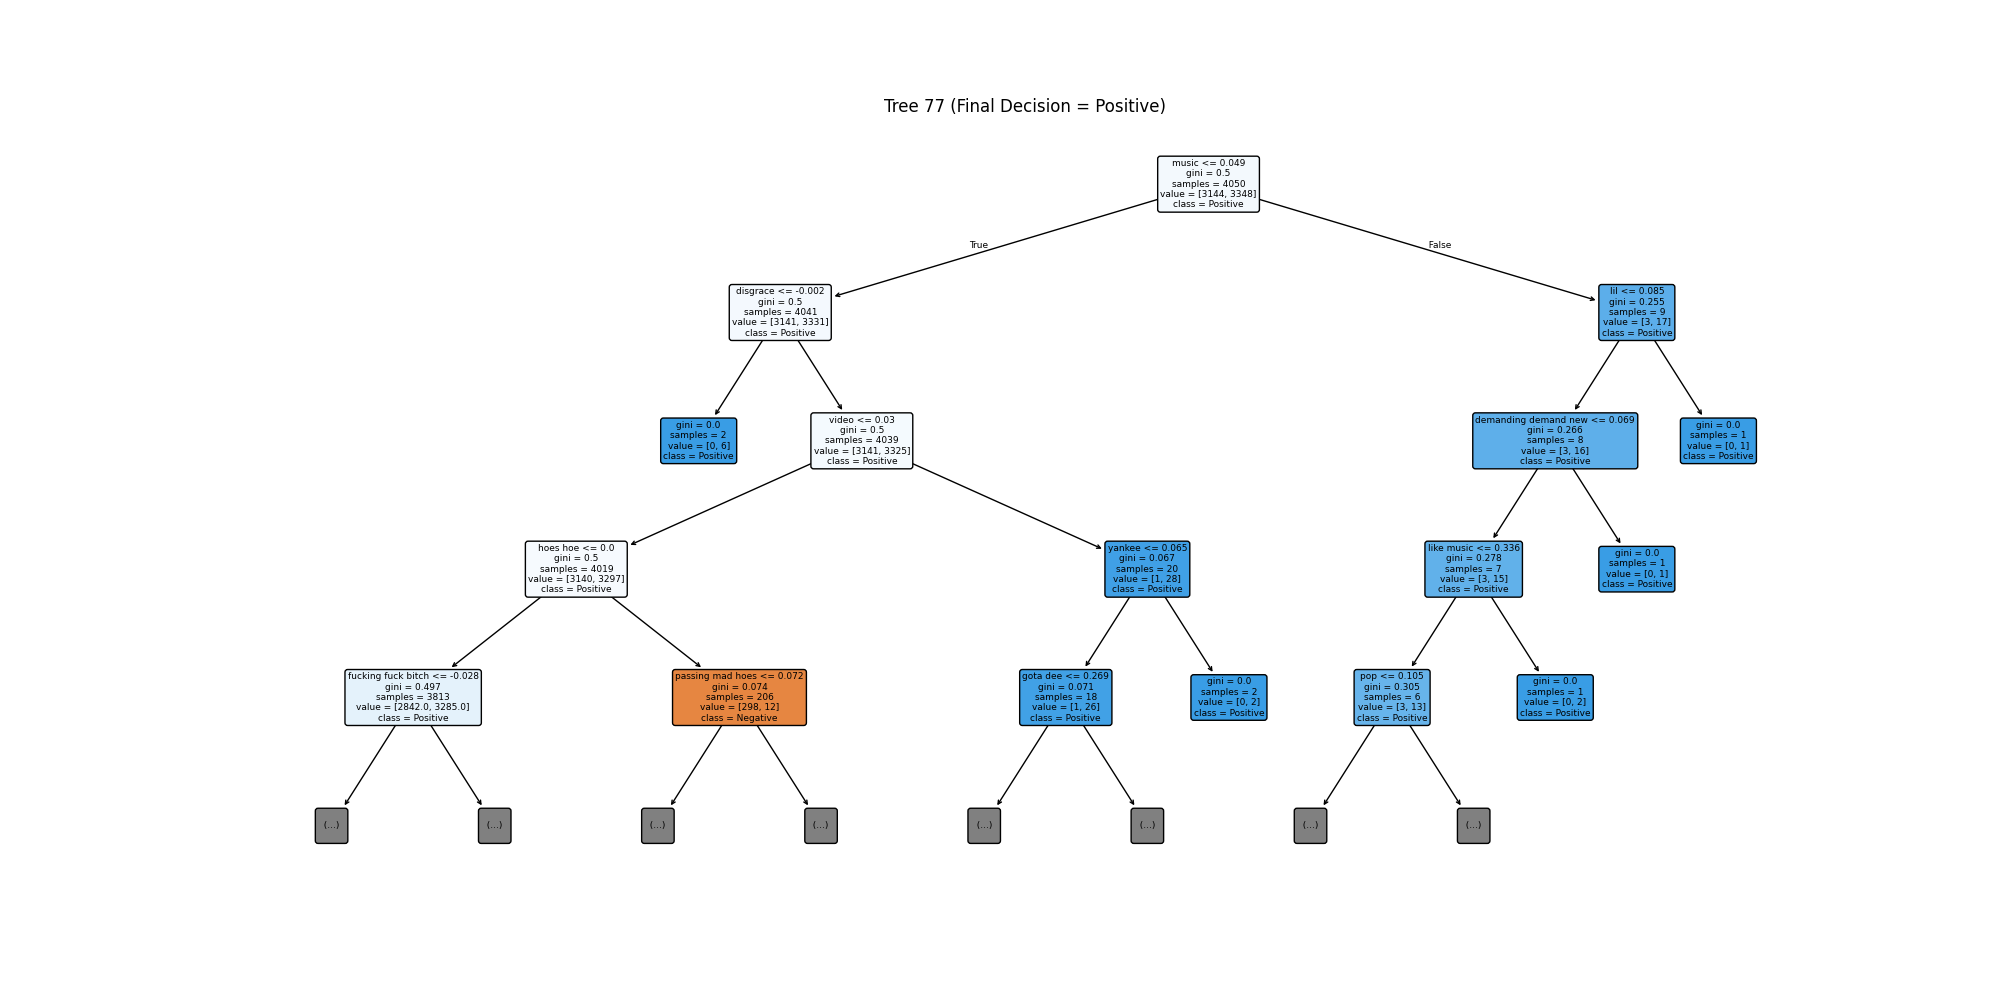 Tree 77 (Final Decision = Positive)
music <= 0.049
gini = 0.5
samples = 4050
value = [3144, 3348]
class = Positive
True
False
disgrace <= -0.002
gini = 0.5
samples = 4041
value = [3141, 3331]
class = Positive
lil <= 0.085
gini = 0.255
samples = 9
value = [3, 17]
class = Positive
gini = 0.0
samples = 2
value = [0, 6]
class = Positive
video <= 0.03
gini = 0.5
samples = 4039
value = [3141, 3325]
class = Positive
demanding demand new <= 0.069
gini = 0.266
samples = 8
value = [3, 16]
class = Positive
gini = 0.0
samples = 1
value = [0, 1]
class = Positive
hoes hoe <= 0.0
gini = 0.5
samples = 4019
value = [3140, 3297]
class = Positive
yankee <= 0.065
gini = 0.067
samples = 20
value = [1, 28]
class = Positive
like music <= 0.336
gini = 0.278
samples = 7
value = [3, 15]
class = Positive
gini = 0.0
samples = 1
value = [0, 1]
class = Positive
fucking fuck bitch <= -0.028
gini = 0.497
samples = 3813
value = [2842.0, 3285.0]
class = Positive
passing mad hoes <= 0.072
gini = 0.074
samples = 206
value = [298, 12]
class = Negative
gota dee <= 0.269
gini = 0.071
samples = 18
value = [1, 26]
class = Positive
gini = 0.0
samples = 2
value = [0, 2]
class = Positive
pop <= 0.105
gini = 0.305
samples = 6
value = [3, 13]
class = Positive
gini = 0.0
samples = 1
value = [0, 2]
class = Positive
(...)
(...)
(...)
(...)
(...)
(...)
(...)
(...)